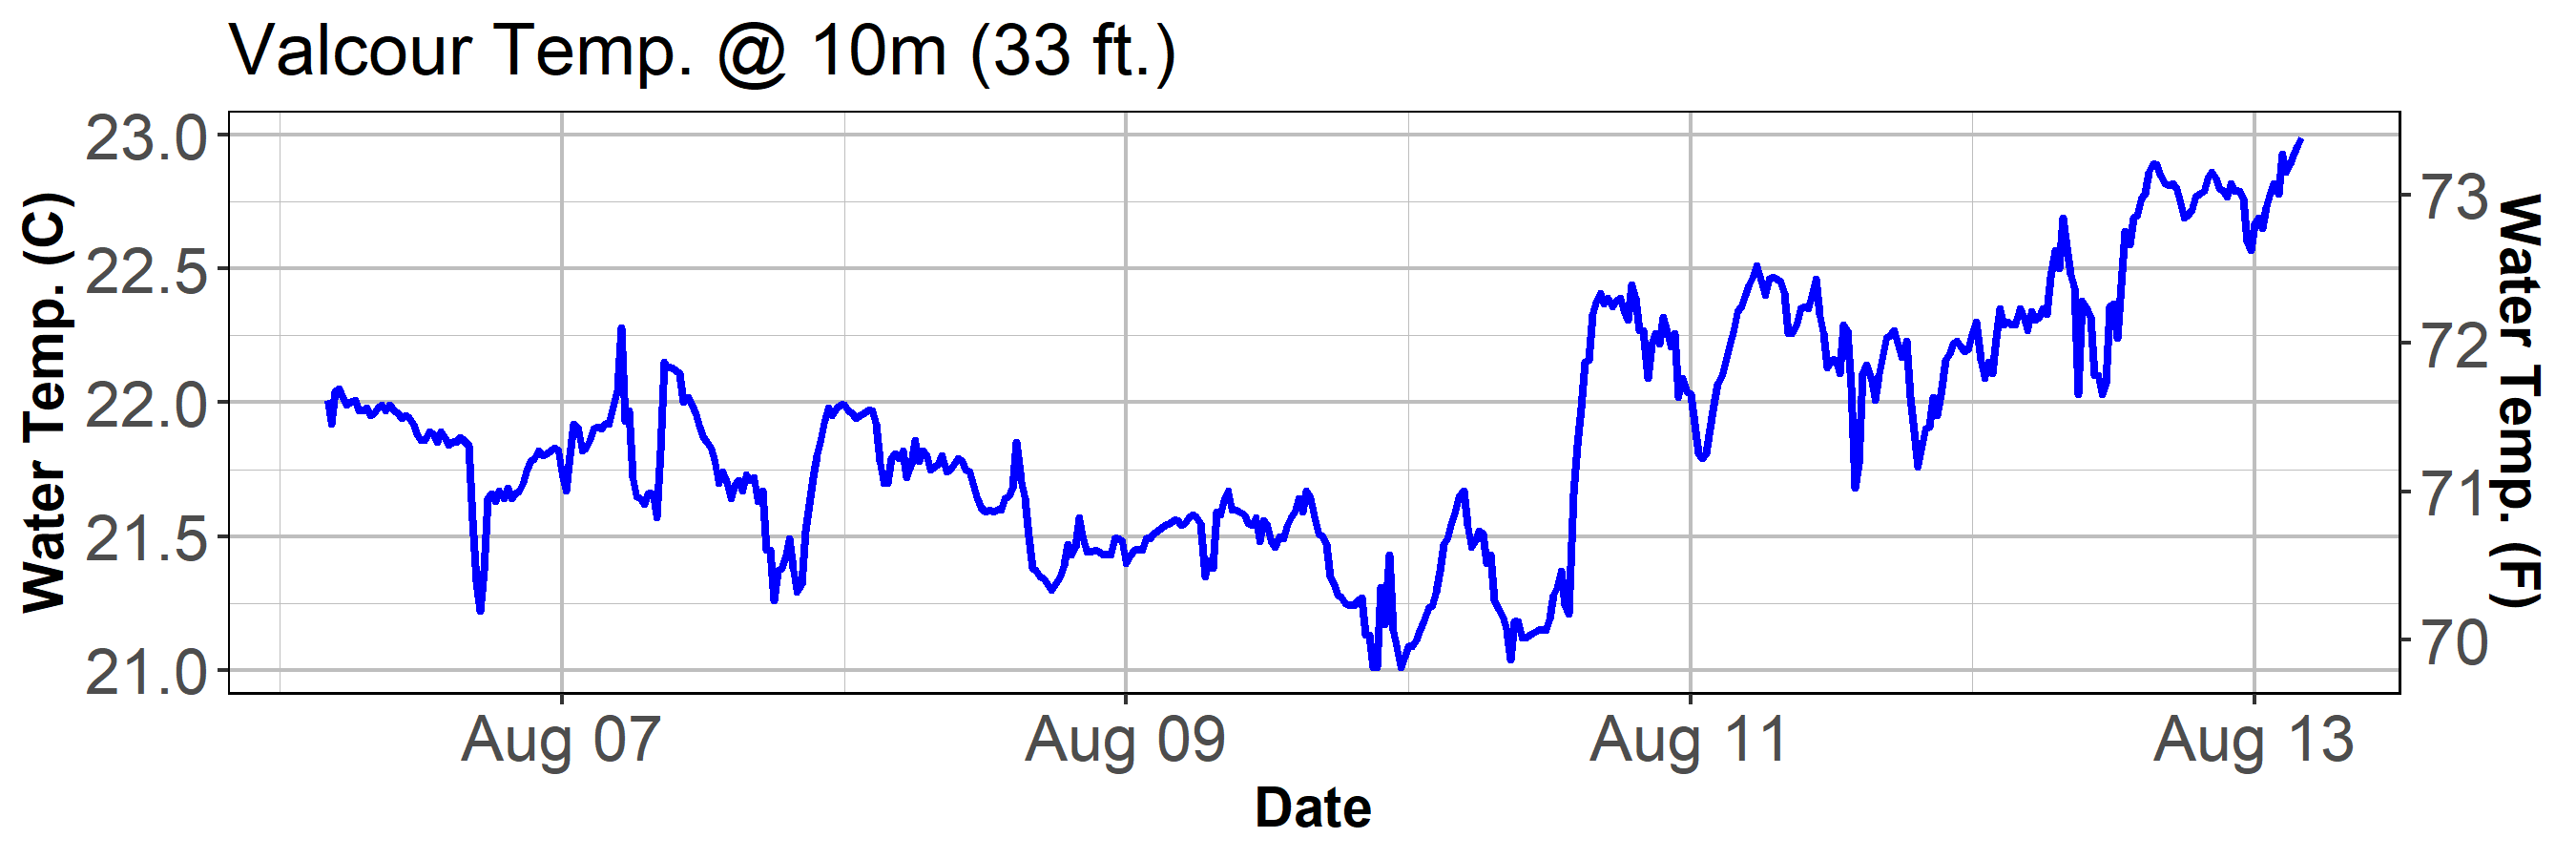 Valcour Temp. @ 10m (33 ft.)
Water Temp. (C)
23.0
22.5
22.0
21.5
21.0
73
72
71
70
Water Temp. (F)
Aug 07
Aug 09
Aug 11
Aug 13
Date